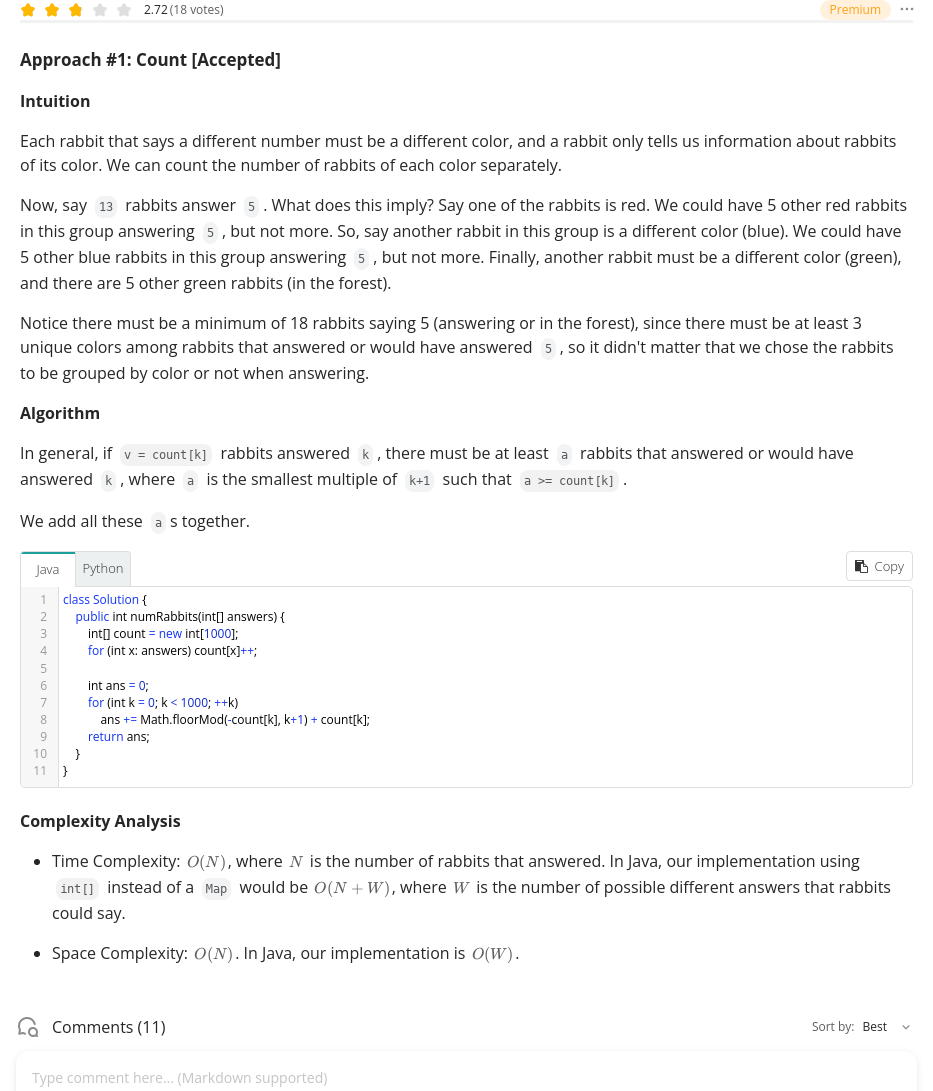 2.72 (18 votes)
Premium
Approach #1: Count [Accepted]
Intuition
Each rabbit that says a different number must be a different color, and a rabbit only tells us information about rabbits
of its color. We can count the number of rabbits of each color separately.
Now, say 13 rabbits answer 5 . What does this imply? Say one of the rabbits is red. We could have 5 other red rabbits
in this group answering 5 , but not more. So, say another rabbit in this group is a different color (blue). We could have
5 other blue rabbits in this group answering 5 , but not more. Finally, another rabbit must be a different color (green),
and there are 5 other green rabbits (in the forest).
Notice there must be a minimum of 18 rabbits saying 5 (answering or in the forest), since there must be at least 3
unique colors among rabbits that answered or would have answered 5 , so it didn't matter that we chose the rabbits
to be grouped by color or not when answering.
Algorithm
In general, if v = count[k] rabbits answered k , there must be at least a rabbits that answered or would have
answered k , where a is the smallest multiple of k+1 such that a >= count[k] .
We add all these a s together.
Java Python Copy
1 class Solution {
2 public int numRabbits(int[] answers) {
3 int[] count = new int[1000];
4 for (int x: answers) count[x]++;
5
6 int ans = 0;
7 for (int k = 0; k < 1000; ++k)
8 ans += Math.floorMod(-count[k], k+1) + count[k];
9 return ans;
10 }
11 }
Complexity Analysis
• Time Complexity: O(N), where N is the number of rabbits that answered. In Java, our implementation using
int[] instead of a Map would be O(N + W), where W is the number of possible different answers that rabbits
could say.
• Space Complexity: O(N). In Java, our implementation is O(W).
Comments (11)
Sort by: Best
Type comment here... (Markdown supported)